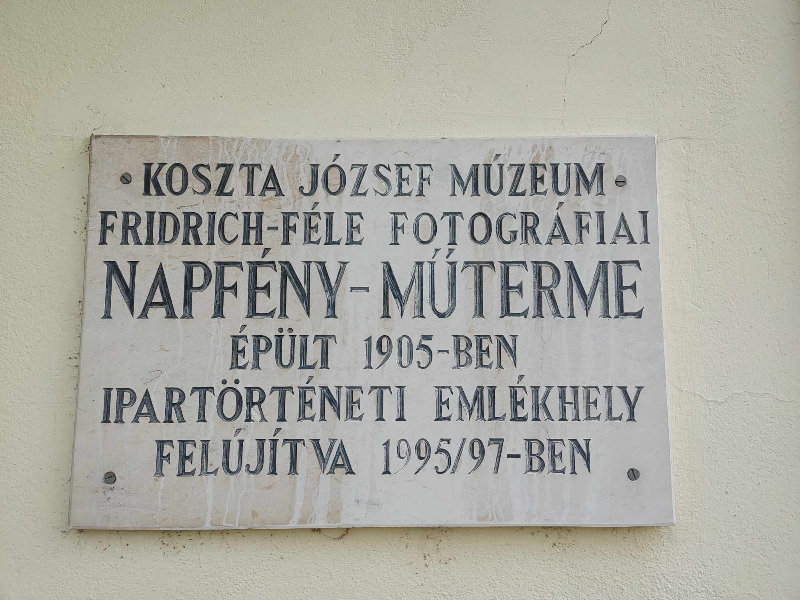 KOSZTA JÓZSEF MÚZEUM
FRIDRICH-FÉLE FOTOGRÁFIAI
NAPFÉNY-MŰTERME
ÉPÜLT 1905-BEN
IPARTÖRTÉNETI EMLÉKHELY
FELÚJÍTVA 1995/97-BEN